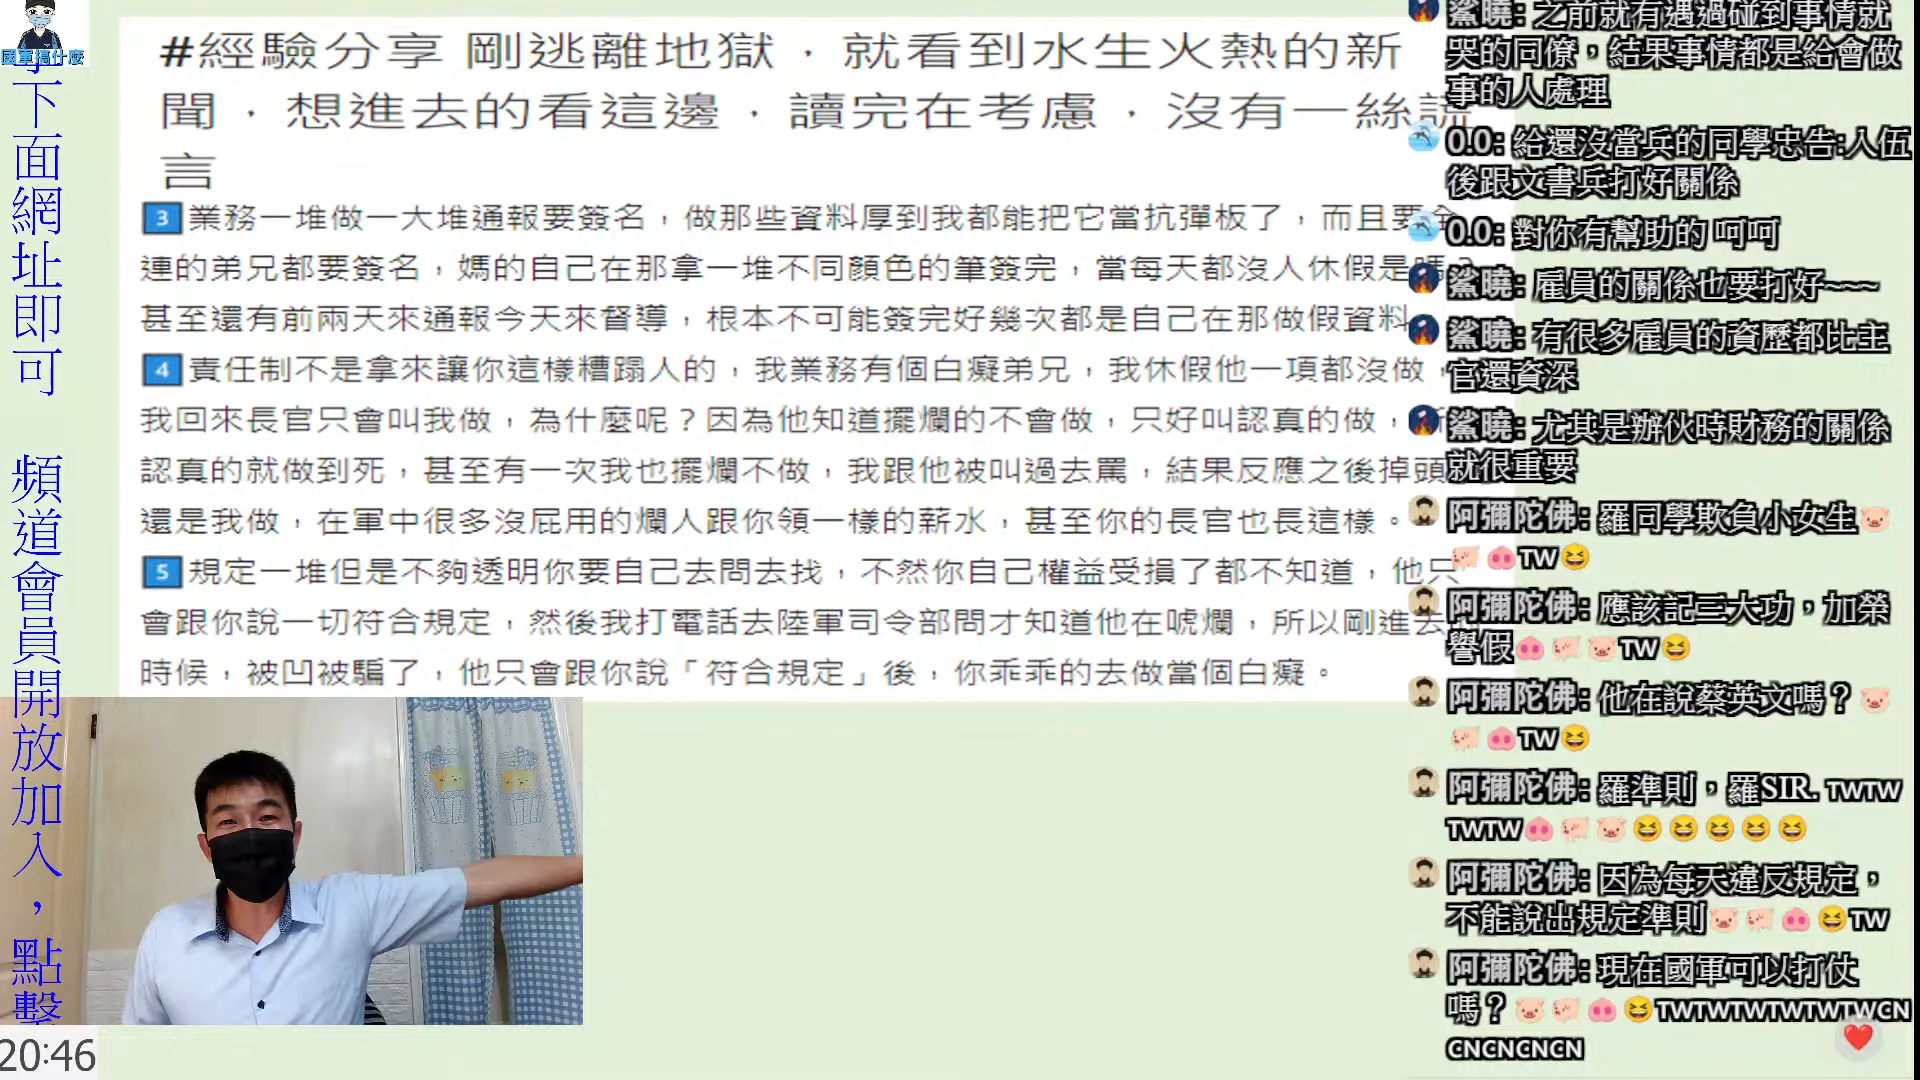 國軍搞什麼
下面網址即可 頻道會員開放加入，點擊
#經驗分享 剛逃離地獄，就看到水生火熱的新
聞，想進去的看這邊，讀完在考慮，沒有一絲謊
言
3 業務一堆做一大堆通報要簽名，做那些資料厚到我都能把它當抗彈板了，而且要全
連的弟兄都要簽名，媽的自己在那拿一堆不同顏色的筆簽完，當每天都沒人休假是嗎？
甚至還有前兩天來通報今天來督導，根本不可能簽完好幾次都是自己在那做假資料
4 責任制不是拿來讓你這樣糟蹋人的，我業務有個白癡弟兄，我休假他一項都沒做，
我回來長官只會叫我做，為什麼呢？因為他知道擺爛的不會做，只好叫認真的做，所
認真的就做到死，甚至有一次我也擺爛不做，我跟他被叫過去罵，結果反應之後掉頭
還是我做，在軍中很多沒屁用的爛人跟你領一樣的薪水，甚至你的長官也長這樣。
5 規定一堆但是不夠透明你要自己去問去找，不然你自己權益受損了都不知道，他只
會跟你說一切符合規定，然後我打電話去陸軍司令部問才知道他在唬爛，所以剛進去
時候，被凹被騙了，他只會跟你說「符合規定」後，你乖乖的去做當個白癡。
20:46
鯊曉: 之前就有遇過碰到事情就
哭的同僚，結果事情都是給會做
事的人處理
0.0: 給還沒當兵的同學忠告:入伍
後跟文書兵打好關係
0.0: 對你有幫助的 呵呵
鯊曉: 雇員的關係也要打好~~~
鯊曉: 有很多雇員的資歷都比主
官還資深
鯊曉: 尤其是辦伙時財務的關係
就很重要
阿彌陀佛: 羅同學欺負小女生🐷
🐖🐽TW😆
阿彌陀佛: 應該記三大功，加榮
譽假🐽🐖🐷TW😆
阿彌陀佛: 他在說蔡英文嗎？🐷
🐖🐽TW😆
阿彌陀佛: 羅準則，羅SIR. TWTW
TWTW🐽🐖🐷😆😆😆😆😆
阿彌陀佛: 因為每天違反規定，
不能說出規定準則🐷🐖🐽😆TW
阿彌陀佛: 現在國軍可以打仗
嗎？🐷🐖🐽😆TWTWTWTWTWTWCN
CNCNCNCN